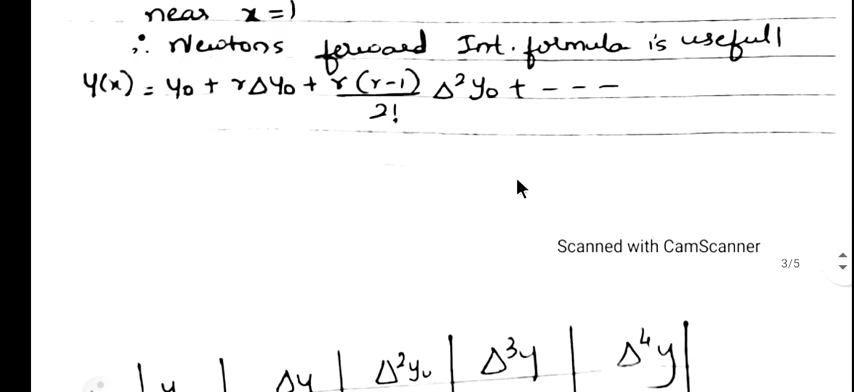 near x = 1
∴ Newtons forward Int. formula is usefull
y(x) = y₀ + rΔy₀ + r(r-1)/2! Δ²y₀ + - - -
Scanned with CamScanner
3/5
y | Δy | Δ²y₀ | Δ³y | Δ⁴y |